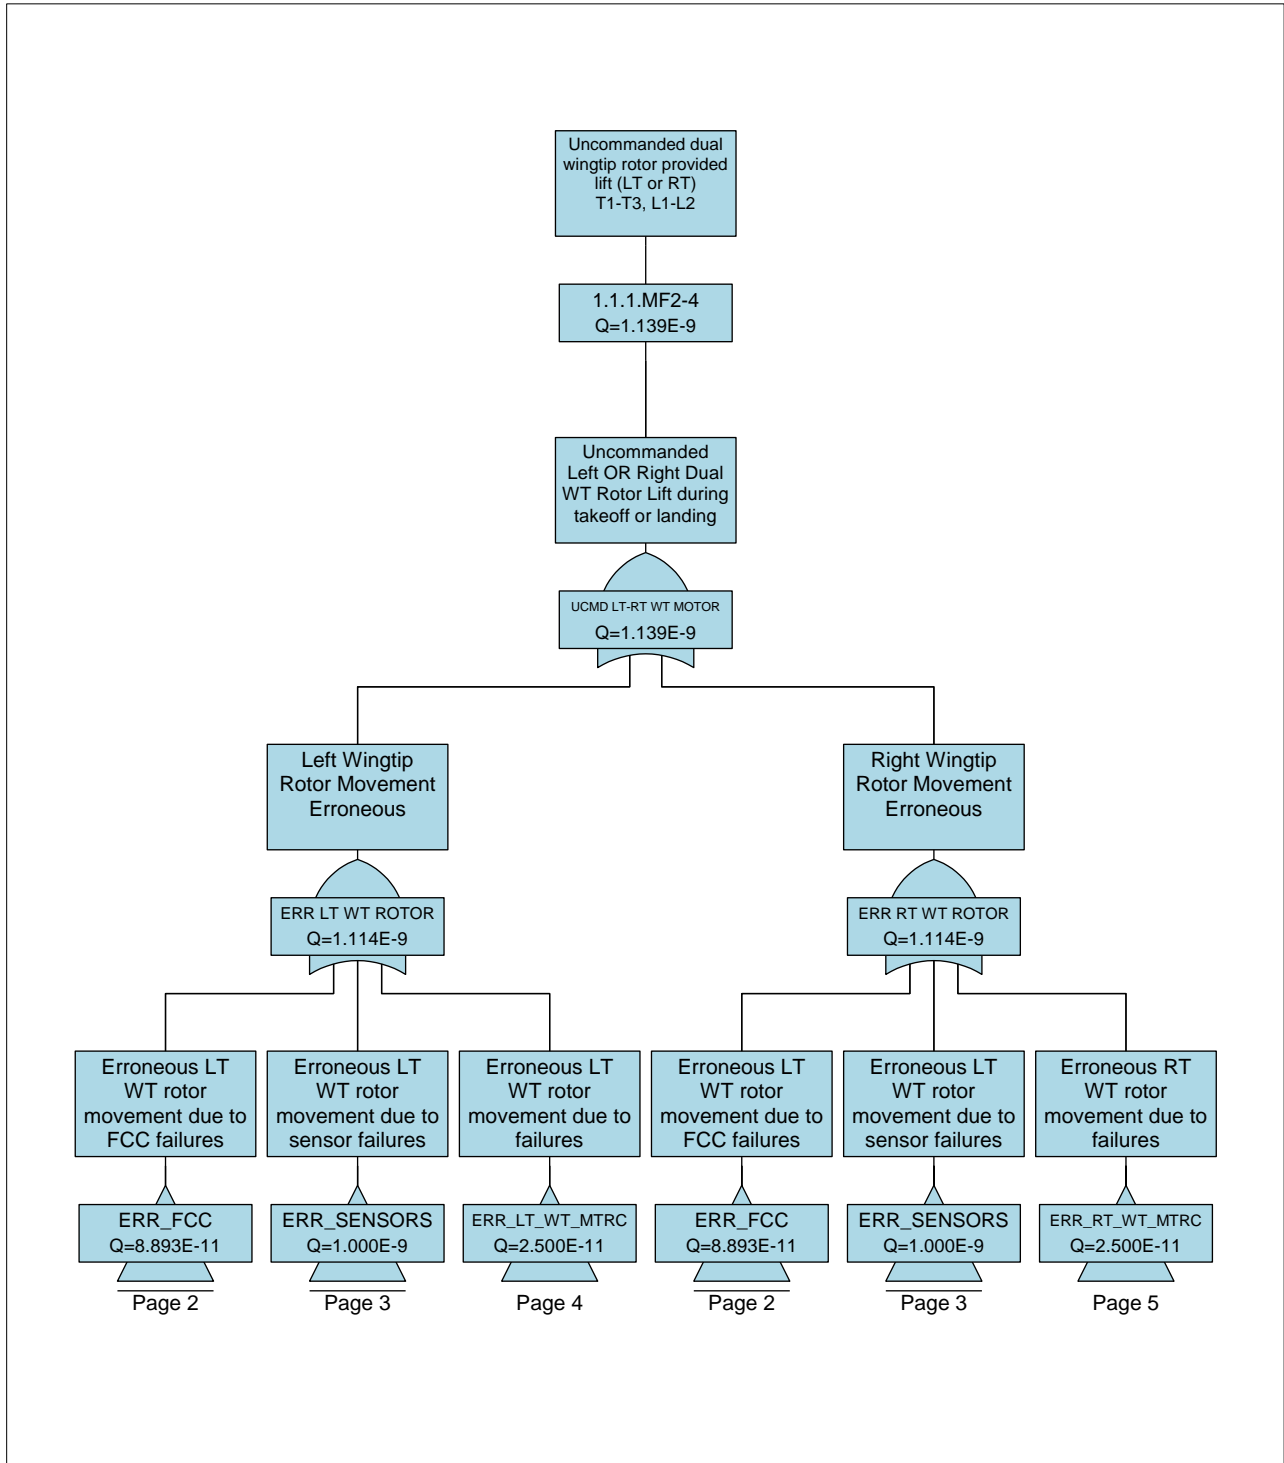 Uncommanded dual
wingtip rotor provided
lift (LT or RT)
T1-T3, L1-L2
1.1.1.MF2-4
Q=1.139E-9
Uncommanded
Left OR Right Dual
WT Rotor Lift during
takeoff or landing
UCMD LT-RT WT MOTOR
Q=1.139E-9
Left Wingtip
Rotor Movement
Erroneous
ERR LT WT ROTOR
Q=1.114E-9
Right Wingtip
Rotor Movement
Erroneous
ERR RT WT ROTOR
Q=1.114E-9
Erroneous LT
WT rotor
movement due to
FCC failures
ERR_FCC
Q=8.893E-11
Page 2
Erroneous LT
WT rotor
movement due to
sensor failures
ERR_SENSORS
Q=1.000E-9
Page 3
Erroneous LT
WT rotor
movement due to
failures
ERR_LT_WT_MTRC
Q=2.500E-11
Page 4
Erroneous LT
WT rotor
movement due to
FCC failures
ERR_FCC
Q=8.893E-11
Page 2
Erroneous LT
WT rotor
movement due to
sensor failures
ERR_SENSORS
Q=1.000E-9
Page 3
Erroneous RT
WT rotor
movement due to
failures
ERR_RT_WT_MTRC
Q=2.500E-11
Page 5